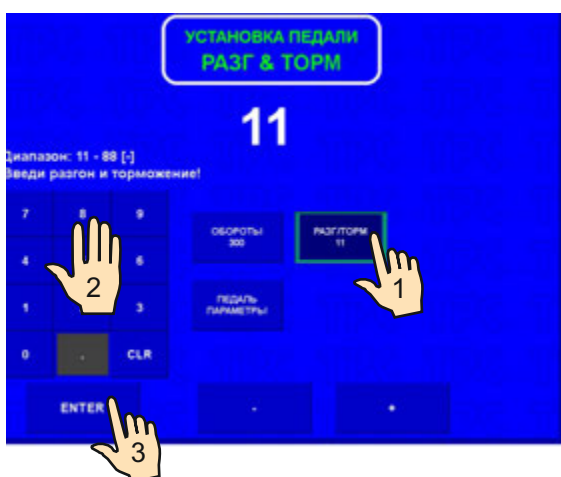 УСТАНОВКА ПЕДАЛИ
РАЗГ & ТОРМ
11
Диапазон: 11 - 88 [-]
Введи разгон и торможение!
7 8 9
ОБОРОТЫ
300
РАЗГ/ТОРМ
11
4 6
1 3
ПЕДАЛЬ
ПАРАМЕТРЫ
0 . CLR
ENTER - +
1
2
3